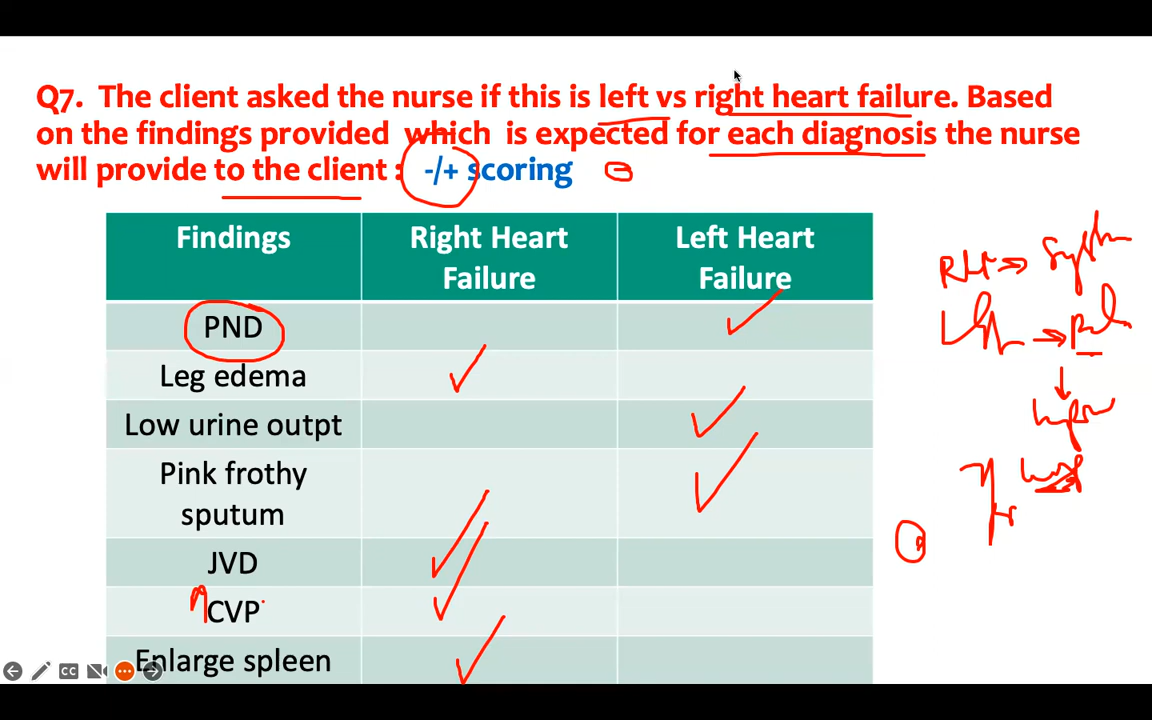 Q7. The client asked the nurse if this is left vs right heart failure. Based
on the findings provided which is expected for each diagnosis the nurse
will provide to the client : -/+ scoring
Findings Right Heart Failure Left Heart Failure
PND
Leg edema
Low urine outpt
Pink frothy
sputum
JVD
↑CVP
Enlarge spleen
CC